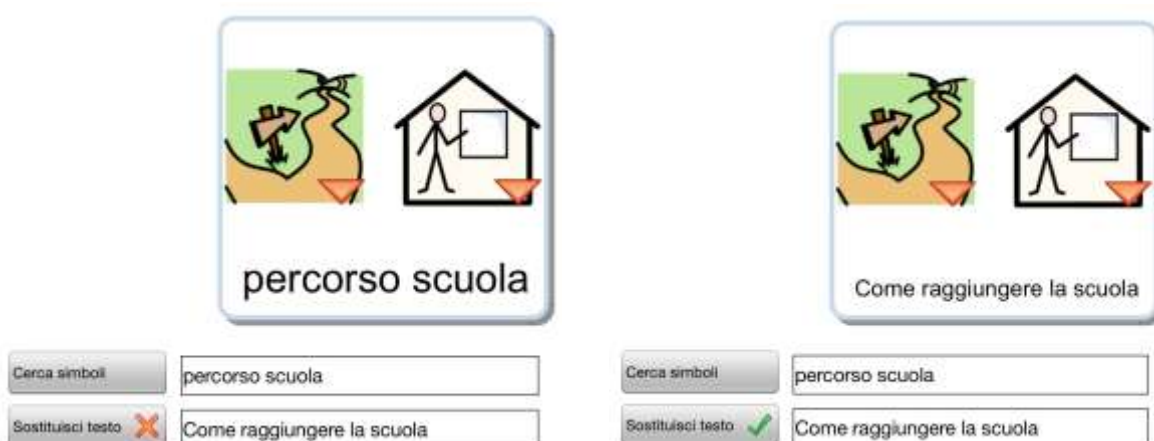 percorso scuola
Cerca simboli
percorso scuola
Sostituisci testo
Come raggiungere la scuola
Come raggiungere la scuola
Cerca simboli
percorso scuola
Sostituisci testo
Come raggiungere la scuola